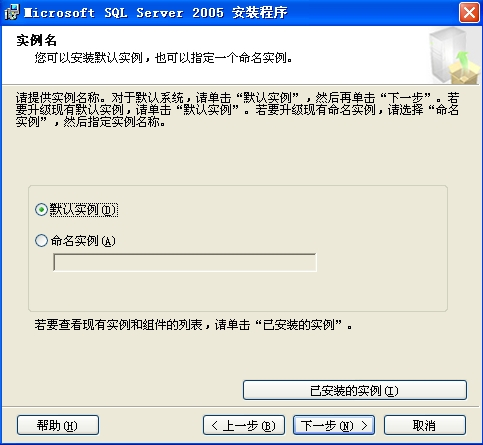 Microsoft SQL Server 2005 安装程序
实例名
您可以安装默认实例，也可以指定一个命名实例。
请提供实例名称。对于默认系统，请单击“默认实例”，然后再单击“下一步”。若
要升级现有默认实例，请单击“默认实例”。若要升级现有命名实例，请选择“命名
实例”，然后指定实例名称。
默认实例(D)
命名实例(A)
若要查看现有实例和组件的列表，请单击“已安装的实例”。
已安装的实例(I)
帮助(H)
< 上一步(B)
下一步(N) >
取消